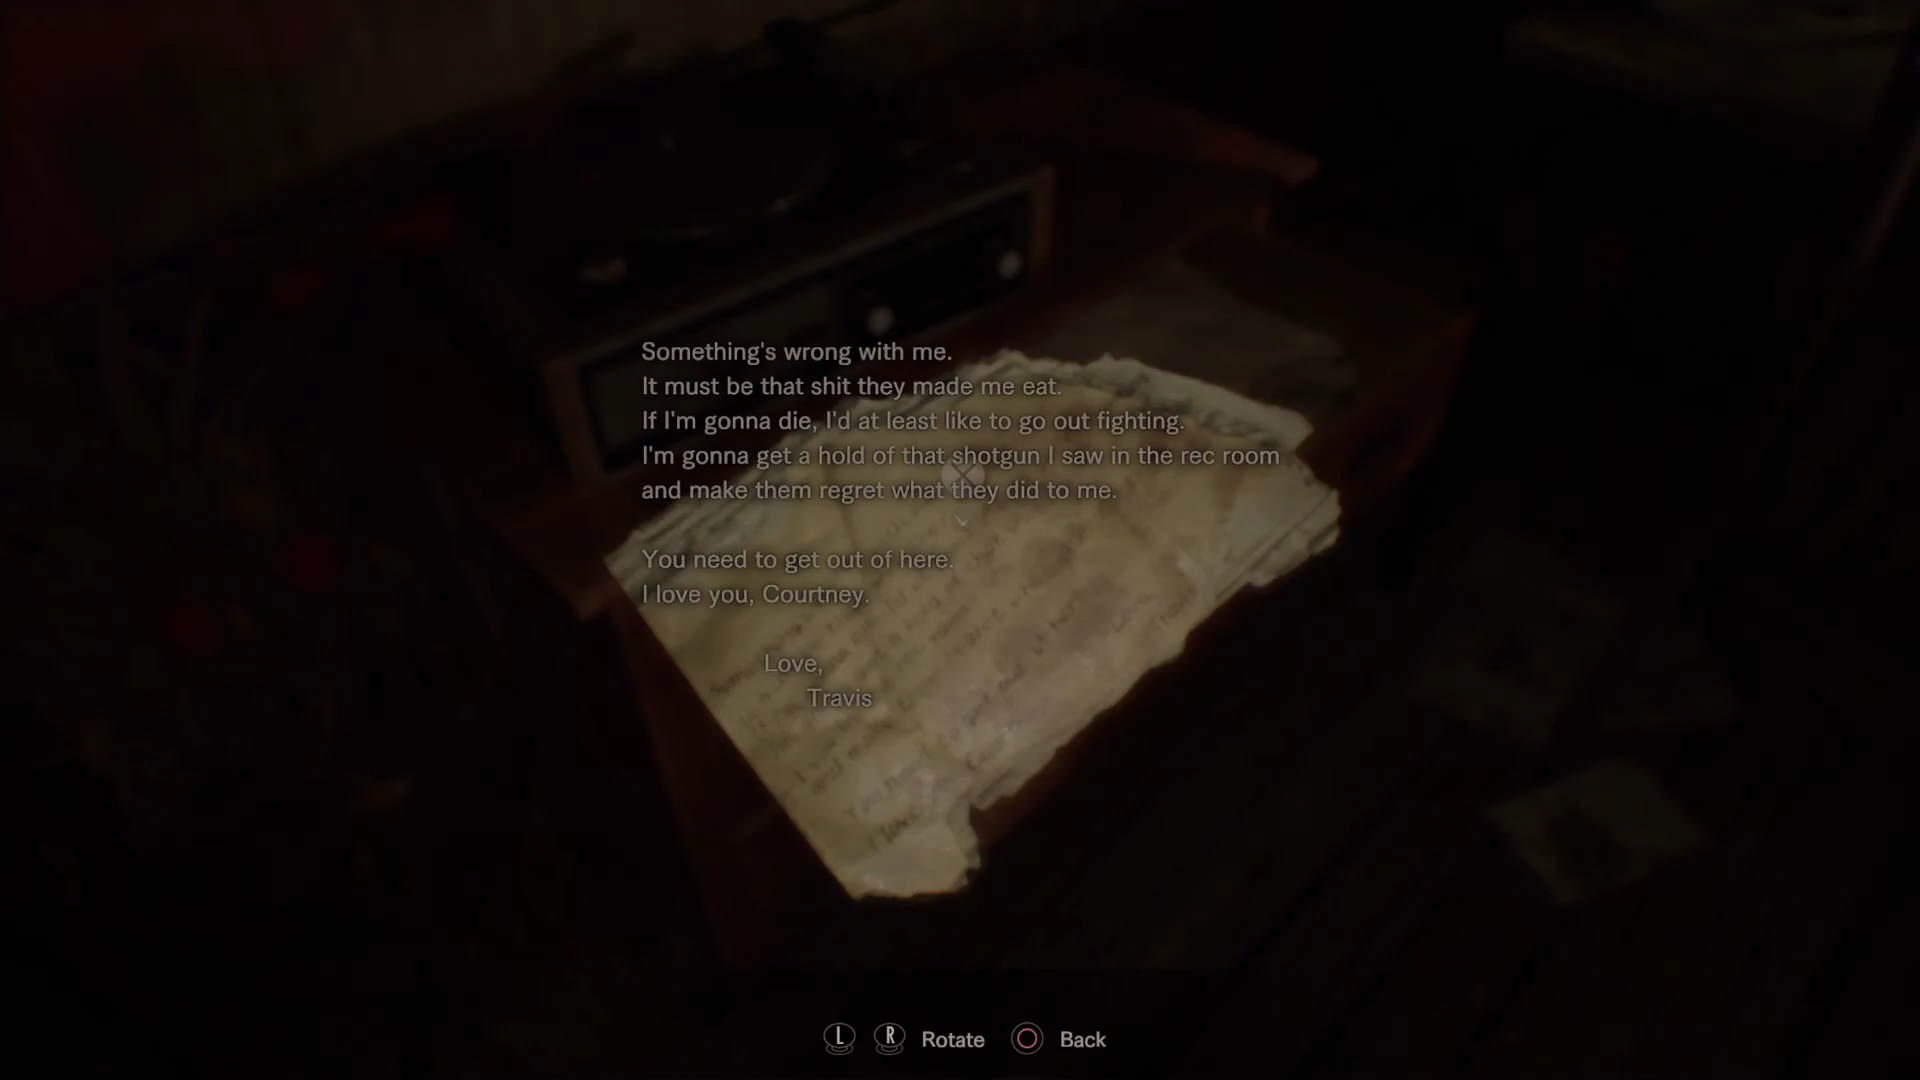 Something's wrong with me.
It must be that shit they made me eat.
If I'm gonna die, I'd at least like to go out fighting.
I'm gonna get a hold of that shotgun I saw in the rec room
and make them regret what they did to me.
You need to get out of here.
I love you, Courtney.
Love,
Travis
L R Rotate Back